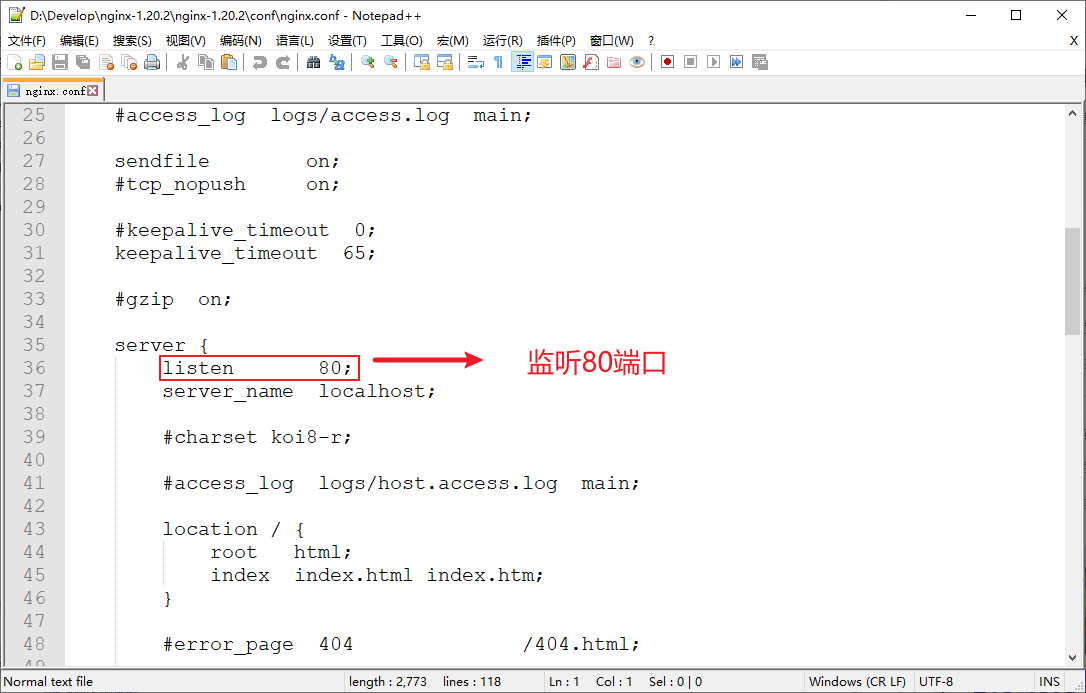 D:\Develop\nginx-1.20.2\nginx-1.20.2\conf\nginx.conf - Notepad++
文件(F) 编辑(E) 搜索(S) 视图(V) 编码(N) 语言(L) 设置(T) 工具(O) 宏(M) 运行(R) 插件(P) 窗口(W) ? X
nginx.conf
25 #access_log  logs/access.log  main;
26
27 sendfile        on;
28 #tcp_nopush     on;
29
30 #keepalive_timeout  0;
31 keepalive_timeout  65;
32
33 #gzip  on;
34
35 server {
36 listen       80; 监听80端口
37 server_name  localhost;
38
39 #charset koi8-r;
40
41 #access_log  logs/host.access.log  main;
42
43 location / {
44 root   html;
45 index  index.html index.htm;
46 }
47
48 #error_page  404              /404.html;
49
Normal text file length : 2,773 lines : 118 Ln : 1 Col : 1 Sel : 0 | 0 Windows (CR LF) UTF-8 INS